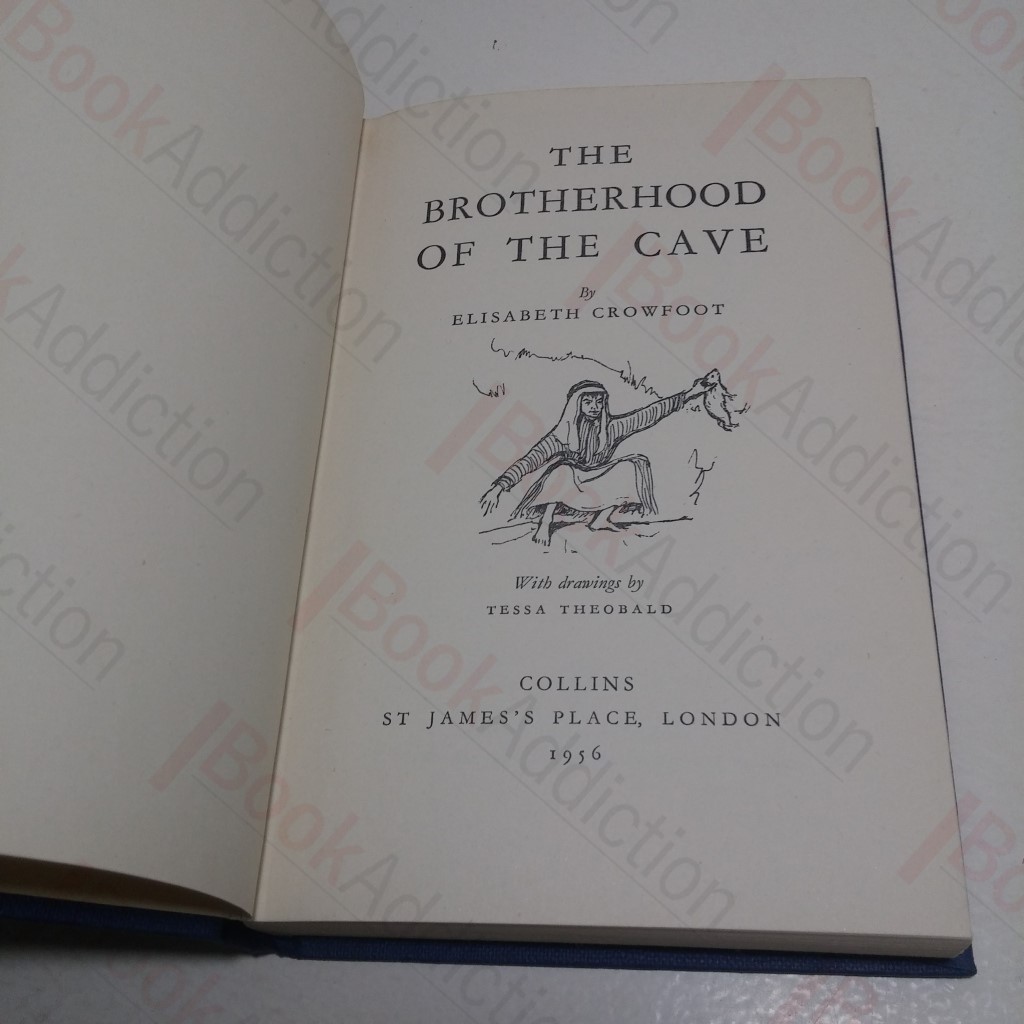 THE
BROTHERHOOD
OF THE CAVE
By
ELISABETH CROWFOOT
With drawings by
TESSA THEOBALD
COLLINS
ST JAMES'S PLACE, LONDON
1956
BookAddiction